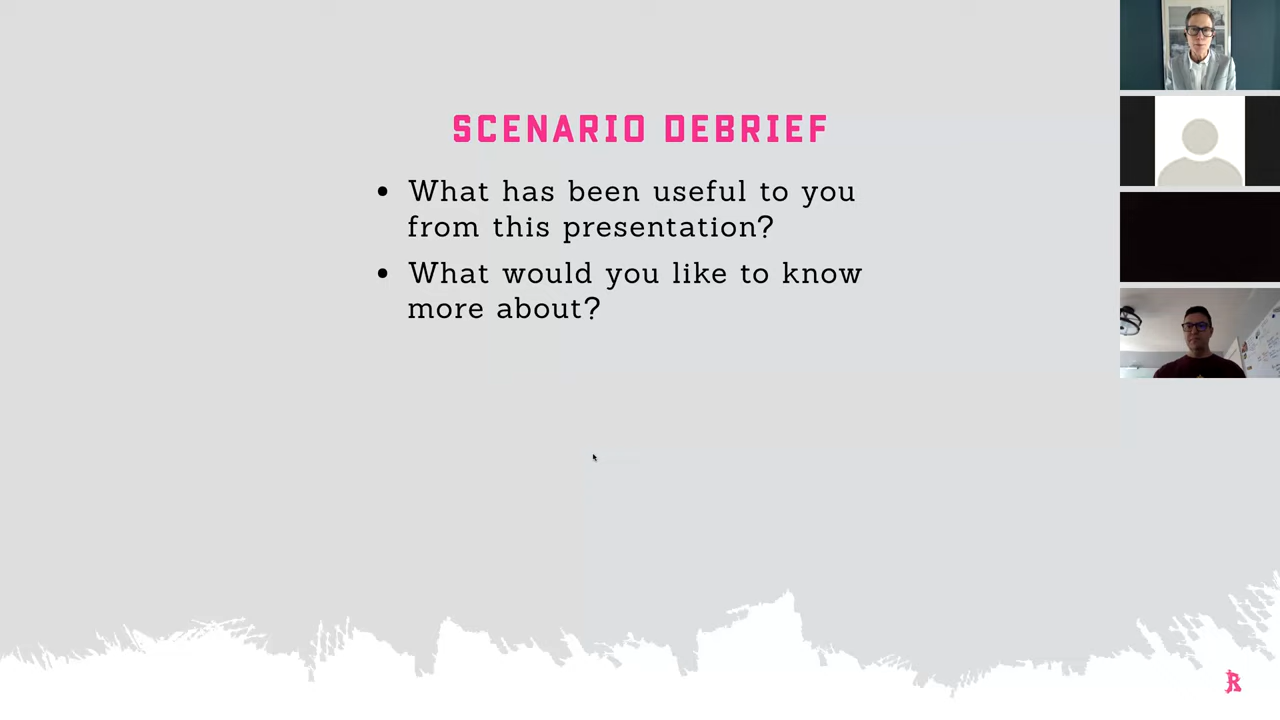 SCENARIO DEBRIEF
• What has been useful to you
from this presentation?
• What would you like to know
more about?
R